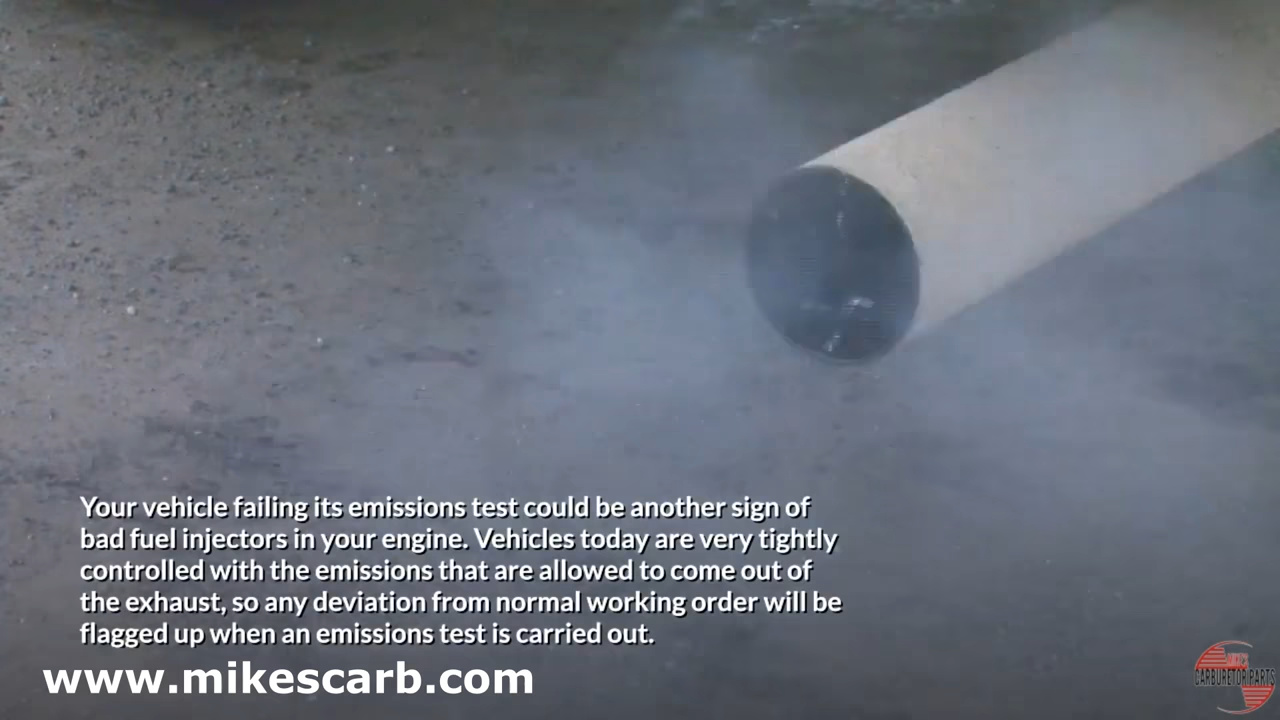 Your vehicle failing its emissions test could be another sign of
bad fuel injectors in your engine. Vehicles today are very tightly
controlled with the emissions that are allowed to come out of
the exhaust, so any deviation from normal working order will be
flagged up when an emissions test is carried out.
www.mikescarb.com
MIKE'S
CARBURETOR PARTS